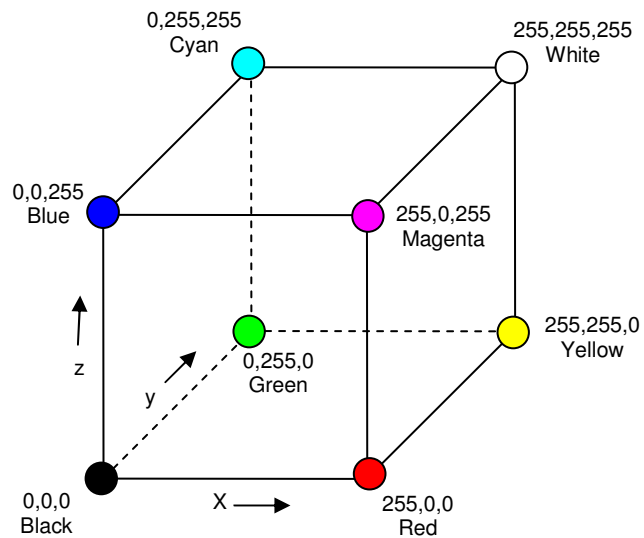 0,255,255
Cyan
255,255,255
White
0,0,255
Blue
255,0,255
Magenta
255,255,0
Yellow
0,255,0
Green
z
y
0,0,0
Black
X
255,0,0
Red